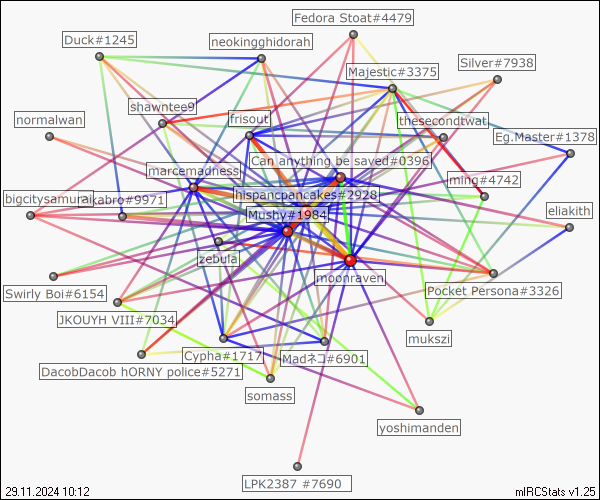 Fedora Stoat#4479
Duck#1245
neokingghidorah
Silver#7938
Majestic#3375
shawntee9
normalwan
frisout
thesecondtwat
Eg.Master#1378
Can anything be saved#0396
marcemadness
ming#4742
bigcitysamurai
hispancpancakes#2928
Mushy#1984
eliakith
zebula
moonraven
Swirly Boi#6154
Pocket Persona#3326
JKOUYH VIII#7034
mukszi
Cypha#1717
Madネコ#6901
DacobDacob hORNY police#5271
somass
yoshimanden
LPK2387 #7690
29.11.2024 10:12
mIRCStats v1.25